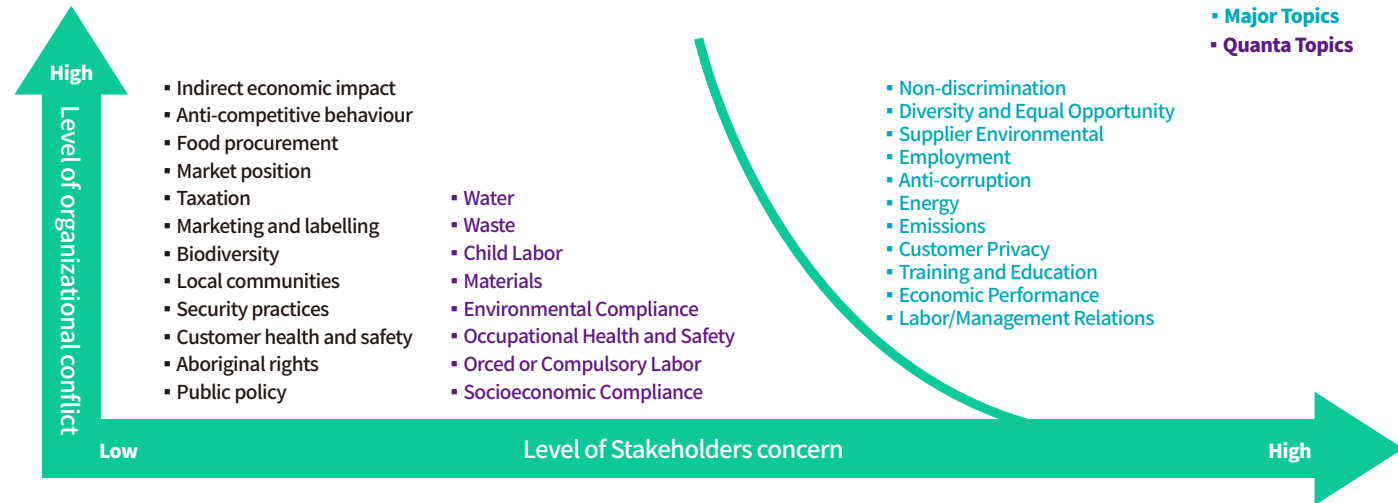 ▪ Major Topics
▪ Quanta Topics
High
Level of organizational conflict
▪ Indirect economic impact
▪ Anti-competitive behaviour
▪ Food procurement
▪ Market position
▪ Taxation
▪ Marketing and labelling
▪ Biodiversity
▪ Local communities
▪ Security practices
▪ Customer health and safety
▪ Aboriginal rights
▪ Public policy
▪ Water
▪ Waste
▪ Child Labor
▪ Materials
▪ Environmental Compliance
▪ Occupational Health and Safety
▪ Orced or Compulsory Labor
▪ Socioeconomic Compliance
▪ Non-discrimination
▪ Diversity and Equal Opportunity
▪ Supplier Environmental
▪ Employment
▪ Anti-corruption
▪ Energy
▪ Emissions
▪ Customer Privacy
▪ Training and Education
▪ Economic Performance
▪ Labor/Management Relations
Low
Level of Stakeholders concern
High